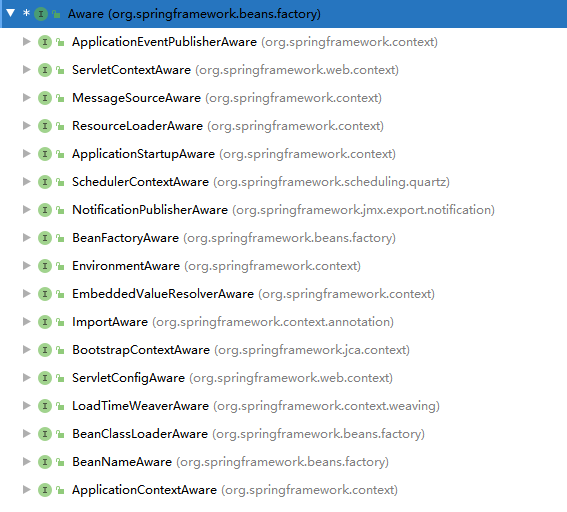 * I Aware (org.springframework.beans.factory)
I ApplicationEventPublisherAware (org.springframework.context)
I ServletContextAware (org.springframework.web.context)
I MessageSourceAware (org.springframework.context)
I ResourceLoaderAware (org.springframework.context)
I ApplicationStartupAware (org.springframework.context)
I SchedulerContextAware (org.springframework.scheduling.quartz)
I NotificationPublisherAware (org.springframework.jmx.export.notification)
I BeanFactoryAware (org.springframework.beans.factory)
I EnvironmentAware (org.springframework.context)
I EmbeddedValueResolverAware (org.springframework.context)
I ImportAware (org.springframework.context.annotation)
I BootstrapContextAware (org.springframework.jca.context)
I ServletConfigAware (org.springframework.web.context)
I LoadTimeWeaverAware (org.springframework.context.weaving)
I BeanClassLoaderAware (org.springframework.beans.factory)
I BeanNameAware (org.springframework.beans.factory)
I ApplicationContextAware (org.springframework.context)